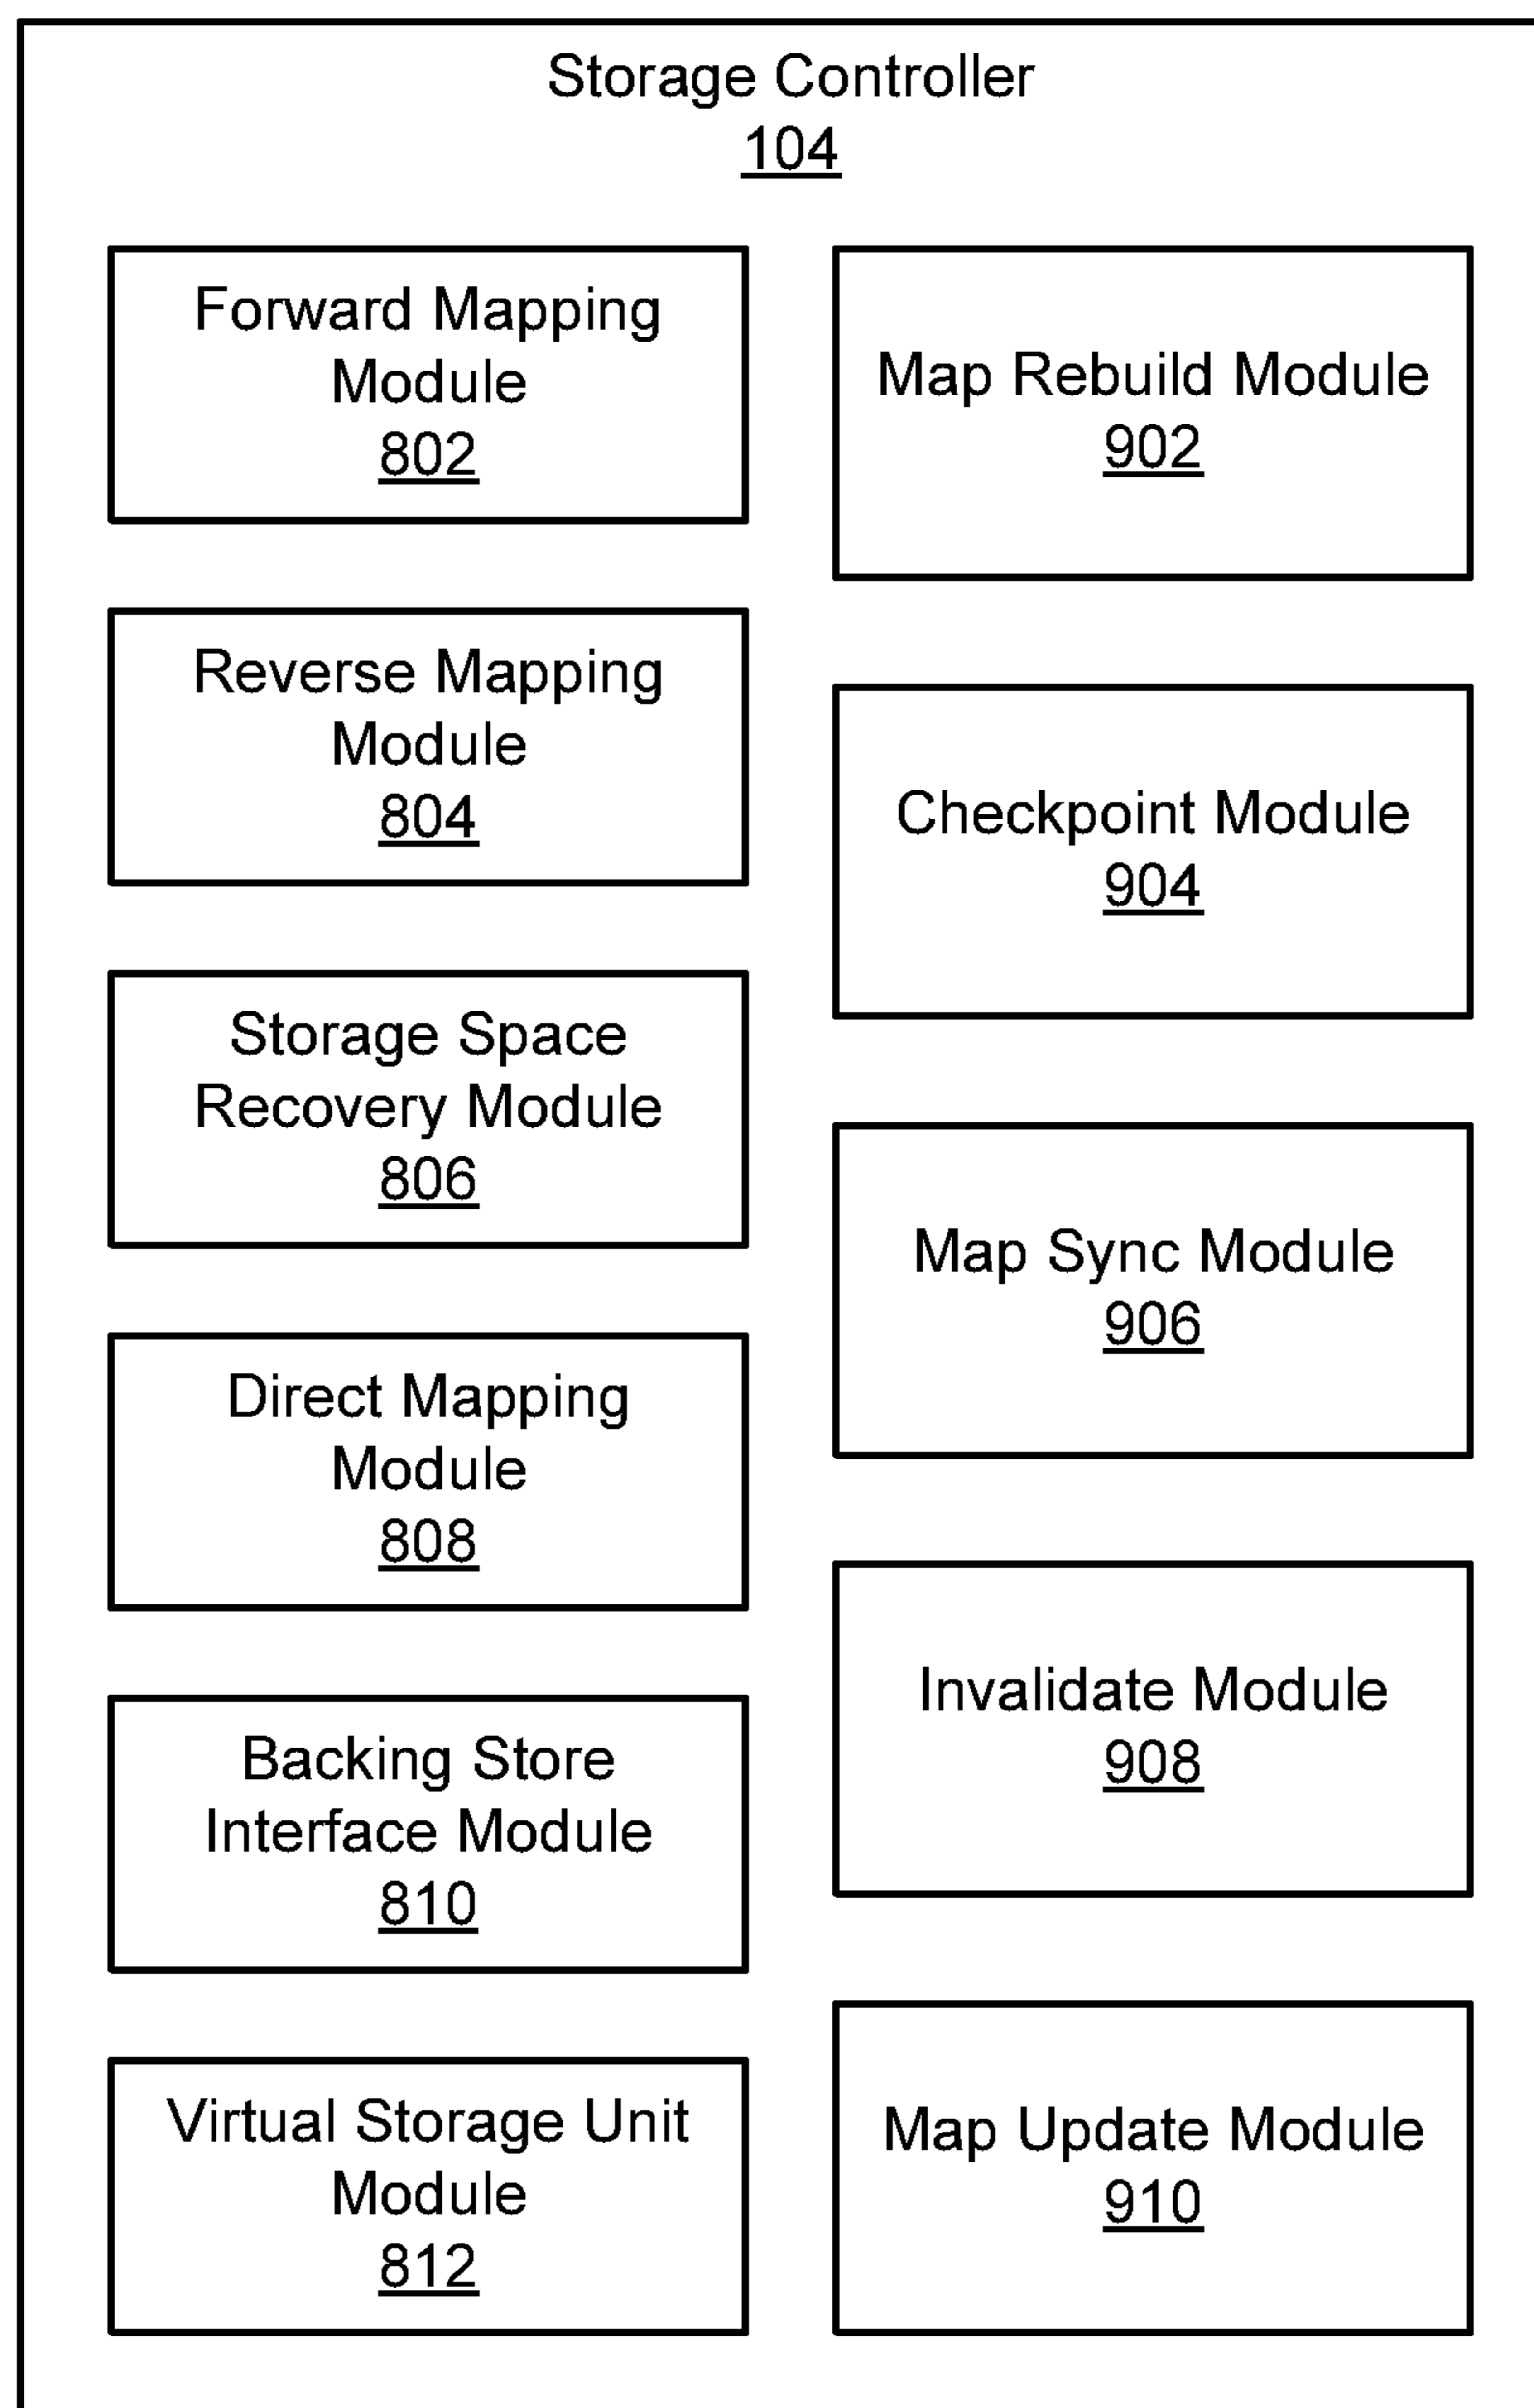 Storage Controller
104
Forward Mapping
Module
802
Reverse Mapping
Module
804
Storage Space
Recovery Module
806
Direct Mapping
Module
808
Backing Store
Interface Module
810
Virtual Storage Unit
Module
812
Map Rebuild Module
902
Checkpoint Module
904
Map Sync Module
906
Invalidate Module
908
Map Update Module
910